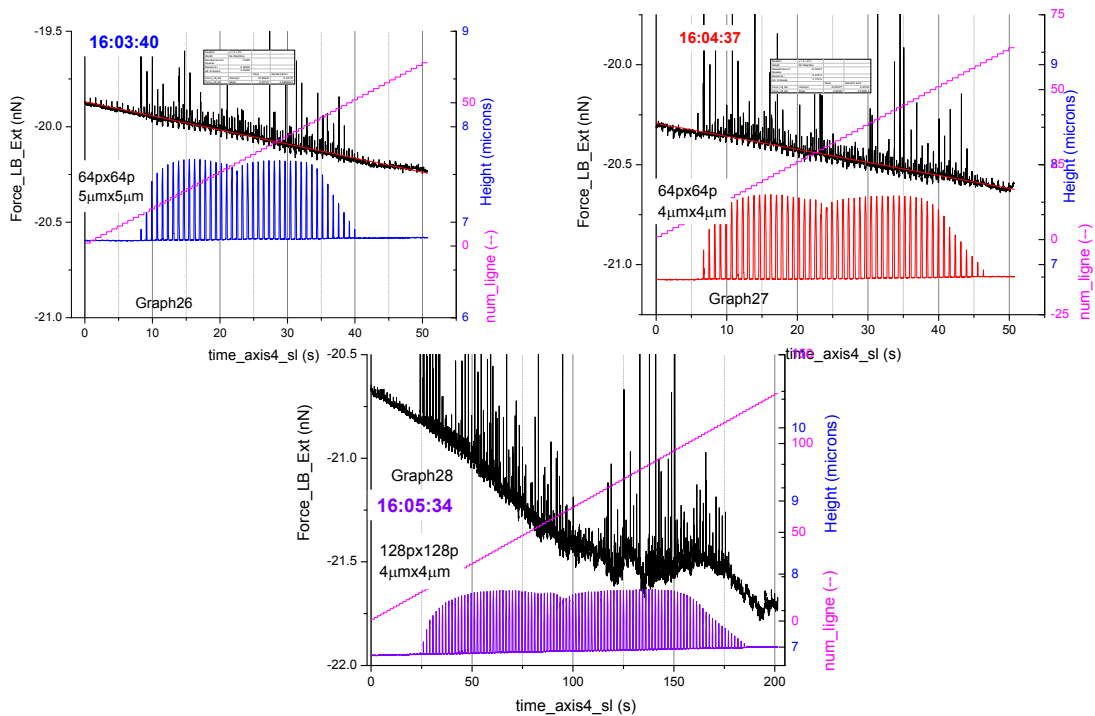 16:03:40
Force_LB_Ext (nN)
-19.5
-20.0
-20.5
-21.0
64px64p
5μmx5μm
Graph26
0 10 20 30 40 50
time_axis4_sl (s)
9
8
7
6
50
0
Height (microns)
num_ligne (--)
16:04:37
Force_LB_Ext (nN)
-20.0
-20.5
-21.0
64px64p
4μmx4μm
Graph27
0 10 20 30 40 50
time_axis4_sl (s)
75
50
0
-25
9
8
7
Height (microns)
num_ligne (--)
Force_LB_Ext (nN)
-20.5
-21.0
-21.5
-22.0
Graph28
16:05:34
128px128p
4μmx4μm
0 50 100 150 200
time_axis4_sl (s)
150
100
50
0
10
9
8
7
Height (microns)
num_ligne (--)